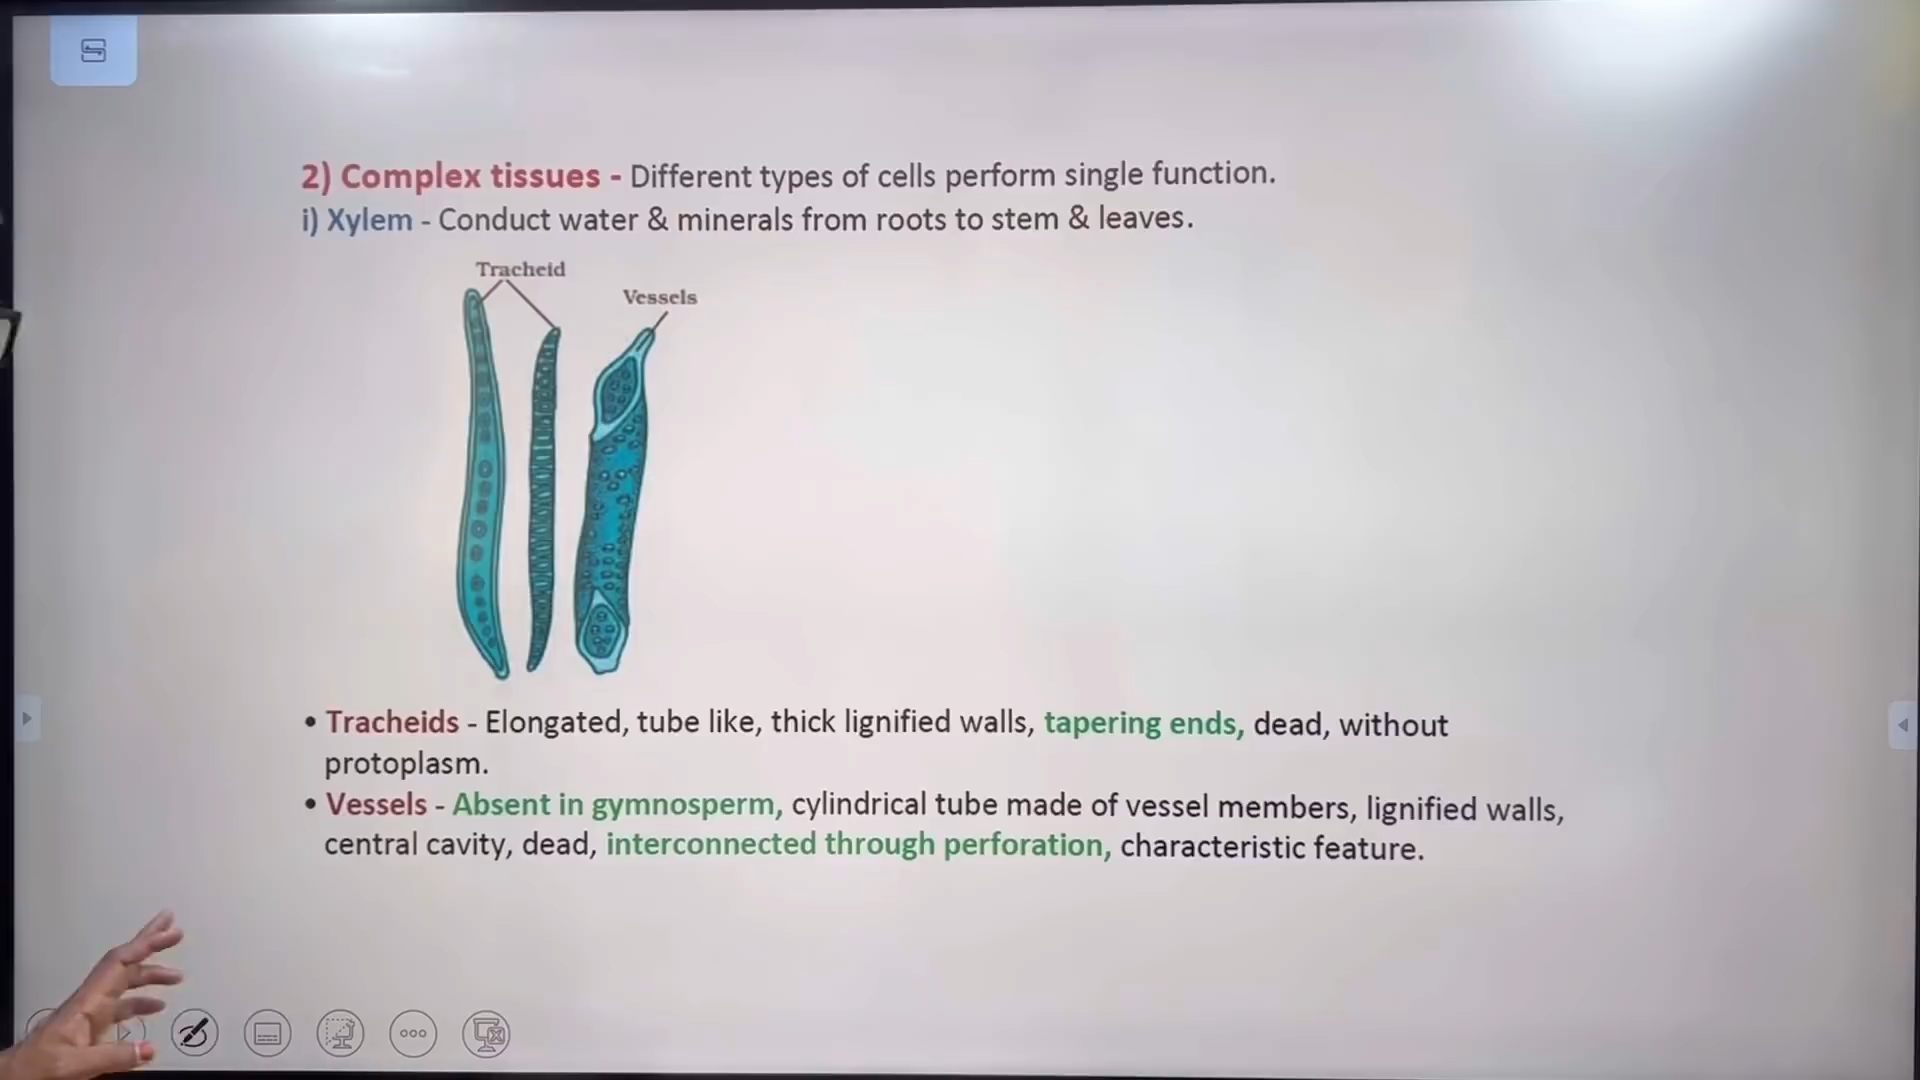 2) Complex tissues - Different types of cells perform single function.
i) Xylem - Conduct water & minerals from roots to stem & leaves.
Tracheid
Vessels
• Tracheids - Elongated, tube like, thick lignified walls, tapering ends, dead, without
protoplasm.
• Vessels - Absent in gymnosperm, cylindrical tube made of vessel members, lignified walls,
central cavity, dead, interconnected through perforation, characteristic feature.